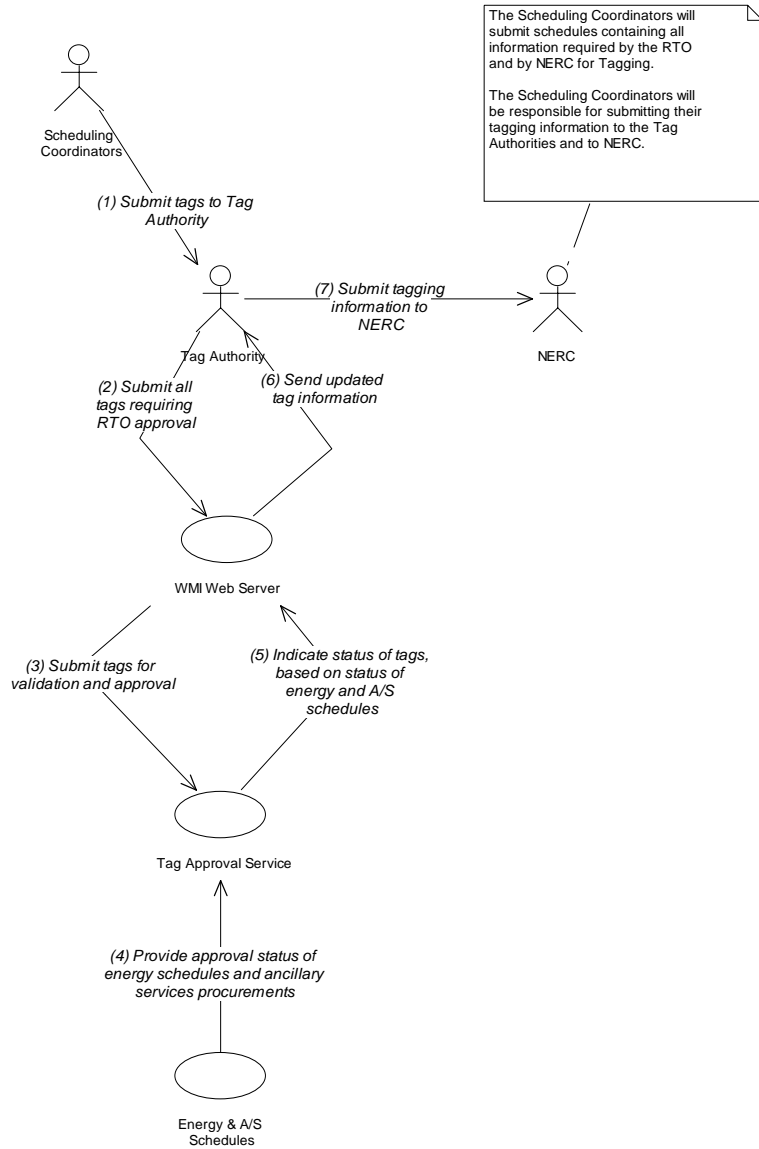 The Scheduling Coordinators will
submit schedules containing all
information required by the RTO
and by NERC for Tagging.
The Scheduling Coordinators will
be responsible for submitting their
tagging information to the Tag
Authorities and to NERC.
Scheduling
Coordinators
(1) Submit tags to Tag
Authority
(7) Submit tagging
information to
NERC
Tag Authority
NERC
(2) Submit all
tags requiring
RTO approval
(6) Send updated
tag information
WMI Web Server
(3) Submit tags for
validation and approval
(5) Indicate status of tags,
based on status of
energy and A/S
schedules
Tag Approval Service
(4) Provide approval status of
energy schedules and ancillary
services procurements
Energy & A/S
Schedules